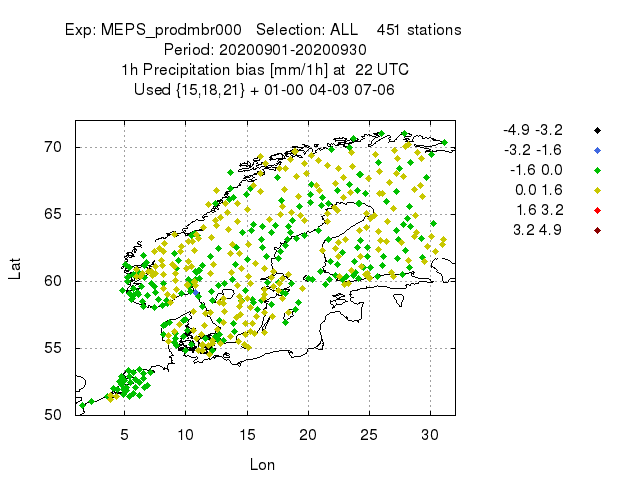 Exp: MEPS_prodmbr000 Selection: ALL 451 stations
Period: 20200901-20200930
1h Precipitation bias [mm/1h] at 22 UTC
Used {15,18,21} + 01-00 04-03 07-06
-4.9 -3.2
-3.2 -1.6
-1.6 0.0
0.0 1.6
1.6 3.2
3.2 4.9
70
65
60
55
50
Lat
5 10 15 20 25 30
Lon